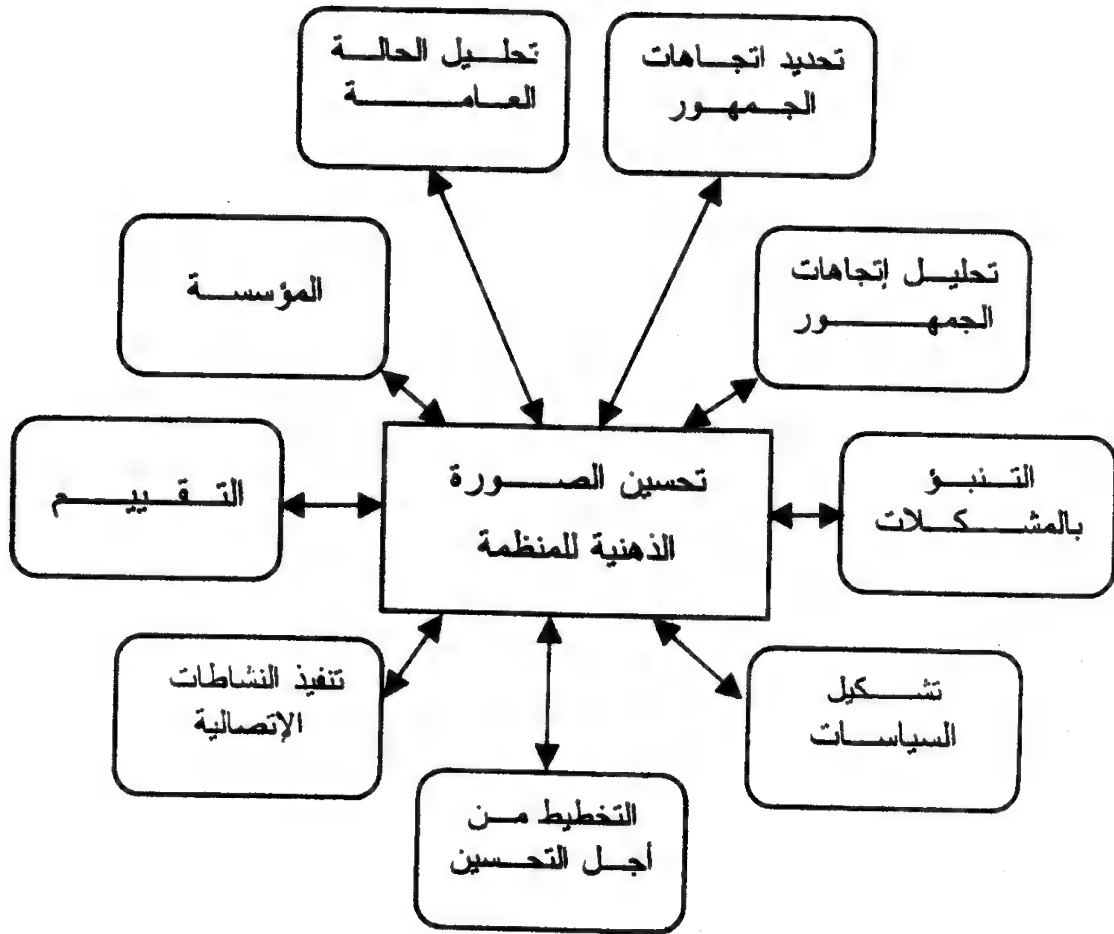 تحليل الحالة
العامة
تحديد اتجاهات
الجمهور
تحليل إتجاهات
الجمهور
المؤسسة
التنبؤ
بالمشكلات
تحسين الصورة
الذهنية للمنظمة
التقييم
تشكيل
السياسات
تنفيذ النشاطات
الإتصالية
التخطيط من
أجل التحسين